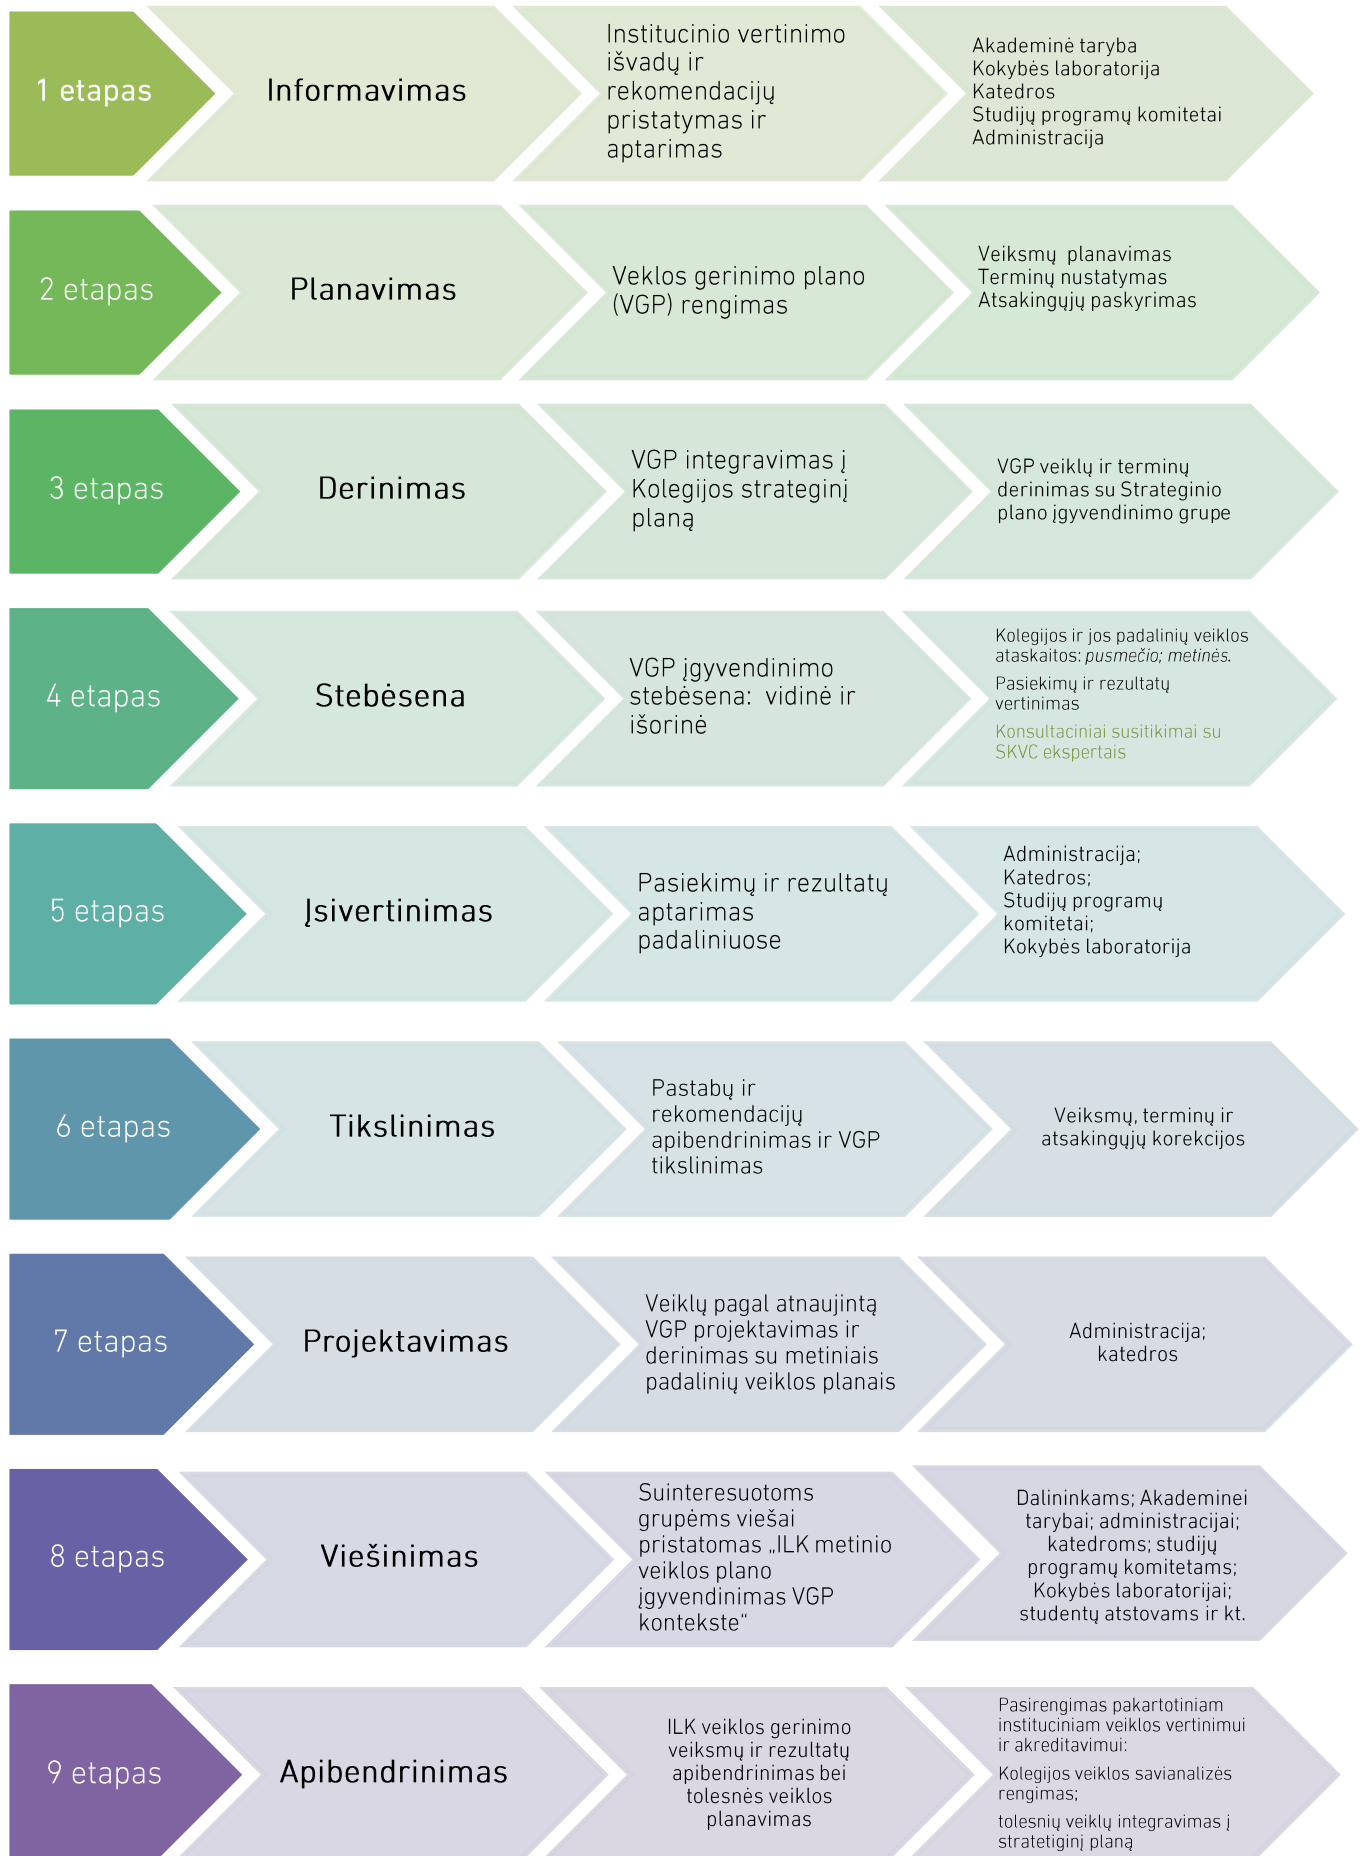 1 etapas
Informavimas
Institucinio vertinimo
išvadų ir
rekomendacijų
pristatymas ir
aptarimas
Akademinė taryba
Kokybės laboratorija
Katedros
Studijų programų komitetai
Administracija
2 etapas
Planavimas
Veklos gerinimo plano
(VGP) rengimas
Veiksmų planavimas
Terminų nustatymas
Atsakingųjų paskyrimas
3 etapas
Derinimas
VGP integravimas į
Kolegijos strateginį
planą
VGP veiklų ir terminų
derinimas su Strateginio
plano įgyvendinimo grupe
4 etapas
Stebėsena
VGP įgyvendinimo
stebėsena: vidinė ir
išorinė
Kolegijos ir jos padalinių veiklos
ataskaitos: pusmečio; metinės.
Pasiekimų ir rezultatų
vertinimas
Konsultaciniai susitikimai su
SKVC ekspertais
5 etapas
Įsivertinimas
Pasiekimų ir rezultatų
aptarimas
padaliniuose
Administracija;
Katedros;
Studijų programų
komitetai;
Kokybės laboratorija
6 etapas
Tikslinimas
Pastabų ir
rekomendacijų
apibendrinimas ir VGP
tikslinimas
Veiksmų, terminų ir
atsakingųjų korekcijos
7 etapas
Projektavimas
Veiklų pagal atnaujintą
VGP projektavimas ir
derinimas su metiniais
padalinių veiklos planais
Administracija;
katedros
8 etapas
Viešinimas
Suinteresuotoms
grupėms viešai
pristatomas „ILK metinio
veiklos plano
įgyvendinimas VGP
kontekste“
Dalininkams; Akademinei
tarybai; administracijai;
katedroms; studijų
programų komitetams;
Kokybės laboratorijai;
studentų atstovams ir kt.
9 etapas
Apibendrinimas
ILK veiklos gerinimo
veiksmų ir rezultatų
apibendrinimas bei
tolesnės veiklos
planavimas
Pasirengimas pakartotiniam
instituciniam veiklos vertinimui
ir akreditavimui:
Kolegijos veiklos savianalizės
rengimas;
tolesnių veiklų integravimas į
stratetiginį planą